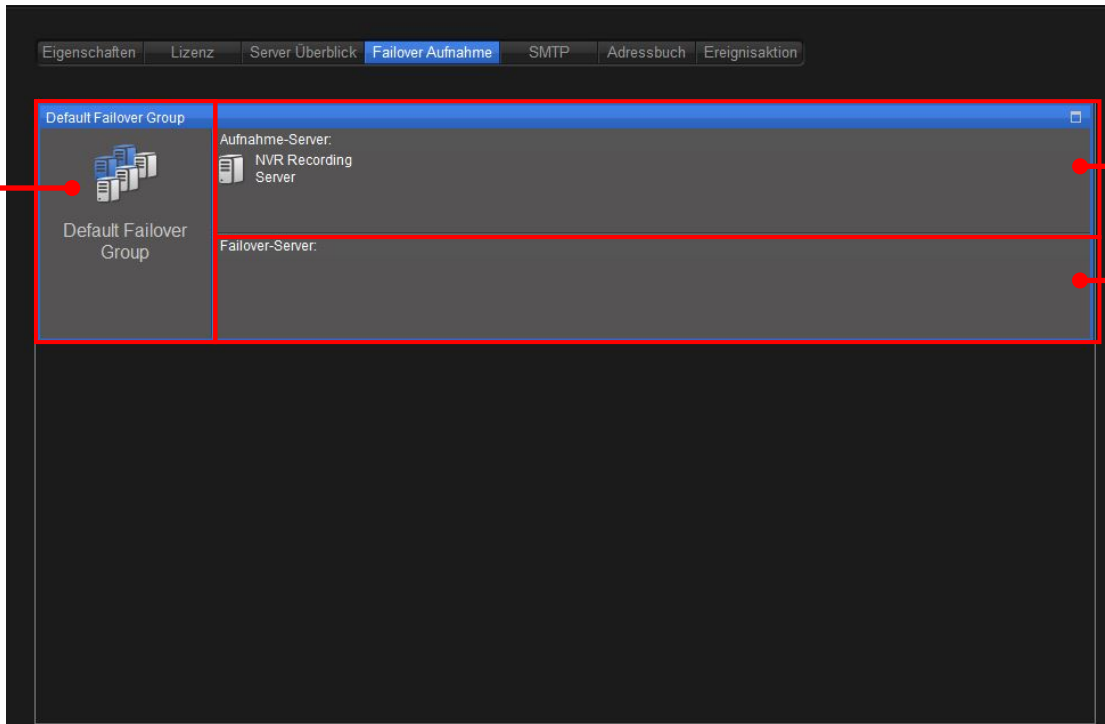 Eigenschaften Lizenz Server Überblick Failover Aufnahme SMTP Adressbuch Ereignisaktion
Default Failover Group
Default Failover
Group
Aufnahme-Server:
NVR Recording
Server
Failover-Server: